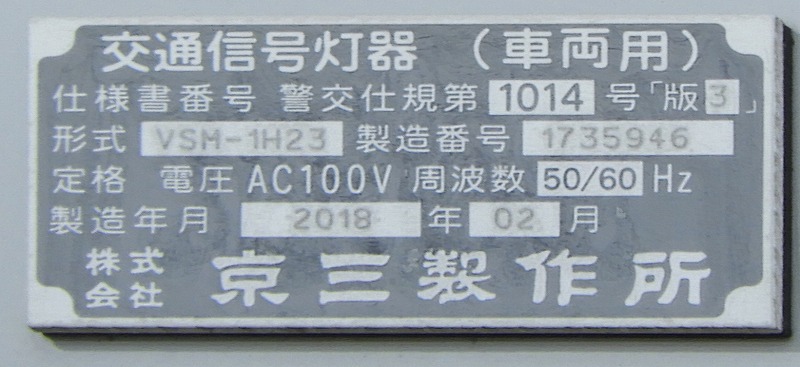 交通信号灯器（車両用）
仕様書番号 警交仕規第 1014 号「版3」
形式 VSM-1H23 製造番号 1735946
定格 電圧 AC100V 周波数 50/60 Hz
製造年月 2018 年 02 月
株式会社 京三製作所